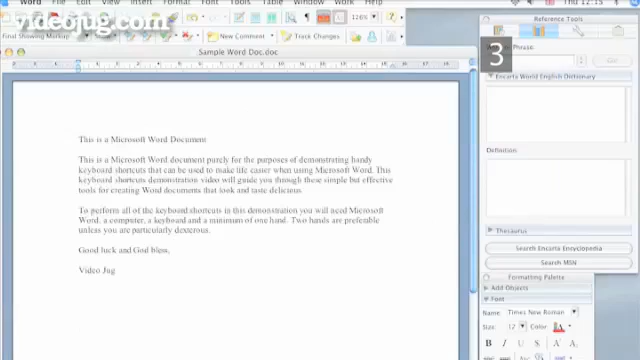 Word File Edit View Insert Format Font Tools Table Window Work Help Thu 12:15
videojug.com
128%
Reference Tools
Final Showing Markup
New Comment
Track Changes
Phrase:
3
Sample Word Doc.doc
Encarta World English Dictionary
This is a Microsoft Word Document
This is a Microsoft Word document purely for the purposes of demonstrating handy
keyboard shortcuts that can be used to make life easier when using Microsoft Word. This
keyboard shortcuts demonstration video will guide you through these simple but effective
tools for creating Word documents that look and taste delicious.
Definition:
To perform all of the keyboard shortcuts in this demonstration you will need Microsoft
Word, a computer, a keyboard and a minimum of one hand. Two hands are preferable
unless you are particularly dexterous.
Thesaurus
Good luck and God bless,
Search Encarta Encyclopedia
Search MSN
Video Jug
Formatting Palette
Add Objects
Font
Name: Times New Roman
Size: 12 Color: A
B I U S A A